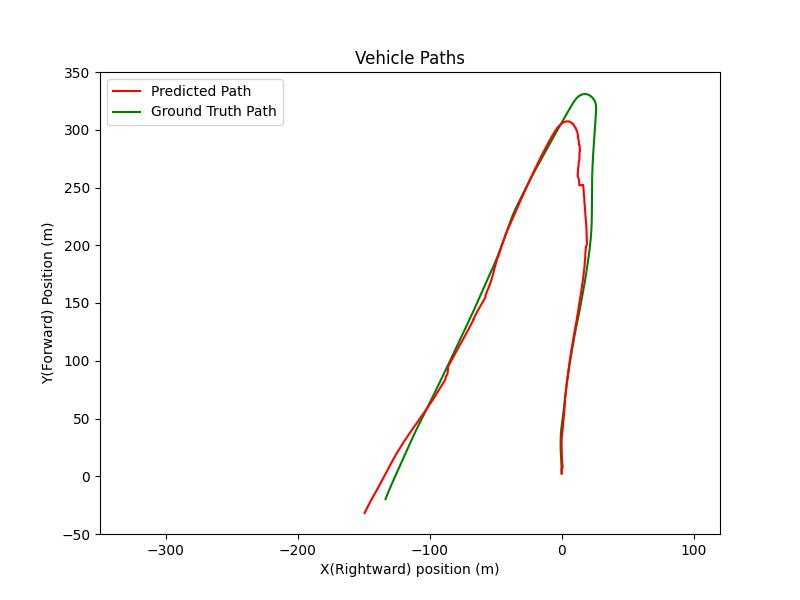 Vehicle Paths
Predicted Path
Ground Truth Path
350
300
250
200
150
100
50
0
−50
Y(Forward) Position (m)
−300
−200
−100
0
100
X(Rightward) position (m)